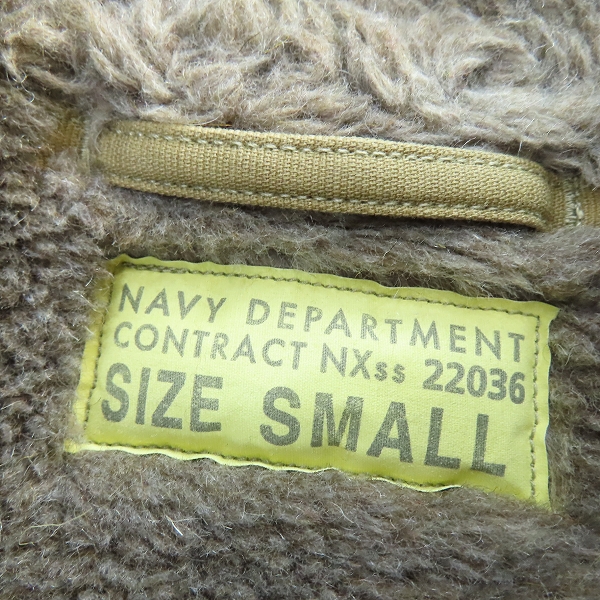 NAVY DEPARTMENT
CONTRACT NXss 22036
SIZE SMALL